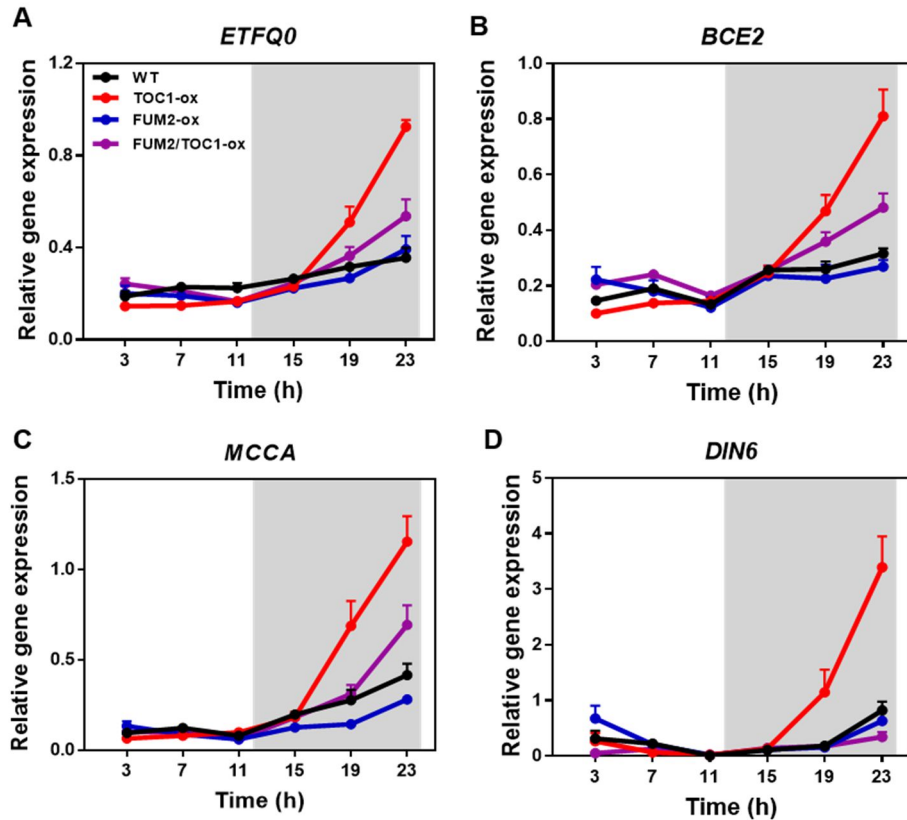 A
ETFQ0
Relative gene expression
1.2
0.8
0.4
0.0
WT
TOC1-ox
FUM2-ox
FUM2/TOC1-ox
3 7 11 15 19 23
Time (h)
B
BCE2
Relative gene expression
1.0
0.8
0.6
0.4
0.2
0.0
3 7 11 15 19 23
Time (h)
C
MCCA
Relative gene expression
1.5
1.0
0.5
0.0
3 7 11 15 19 23
Time (h)
D
DIN6
Relative gene expression
5
4
3
2
1
0
3 7 11 15 19 23
Time (h)